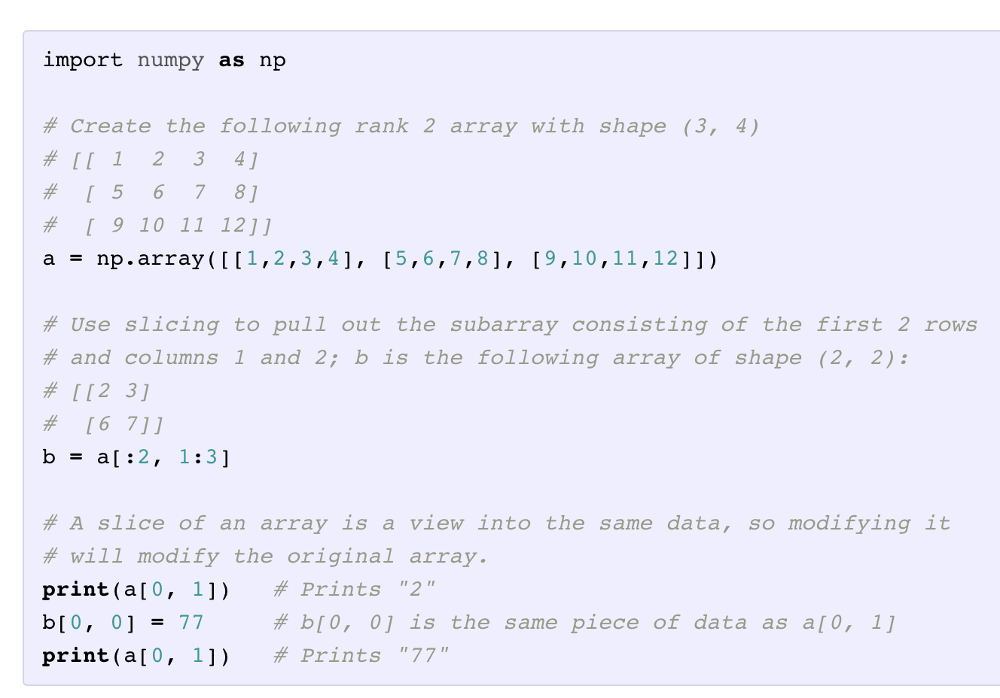 import numpy as np
# Create the following rank 2 array with shape (3, 4)
# [[ 1  2  3  4]
#  [ 5  6  7  8]
#  [ 9 10 11 12]]
a = np.array([[1,2,3,4], [5,6,7,8], [9,10,11,12]])
# Use slicing to pull out the subarray consisting of the first 2 rows
# and columns 1 and 2; b is the following array of shape (2, 2):
# [[2 3]
#  [6 7]]
b = a[:2, 1:3]
# A slice of an array is a view into the same data, so modifying it
# will modify the original array.
print(a[0, 1])   # Prints "2"
b[0, 0] = 77     # b[0, 0] is the same piece of data as a[0, 1]
print(a[0, 1])   # Prints "77"